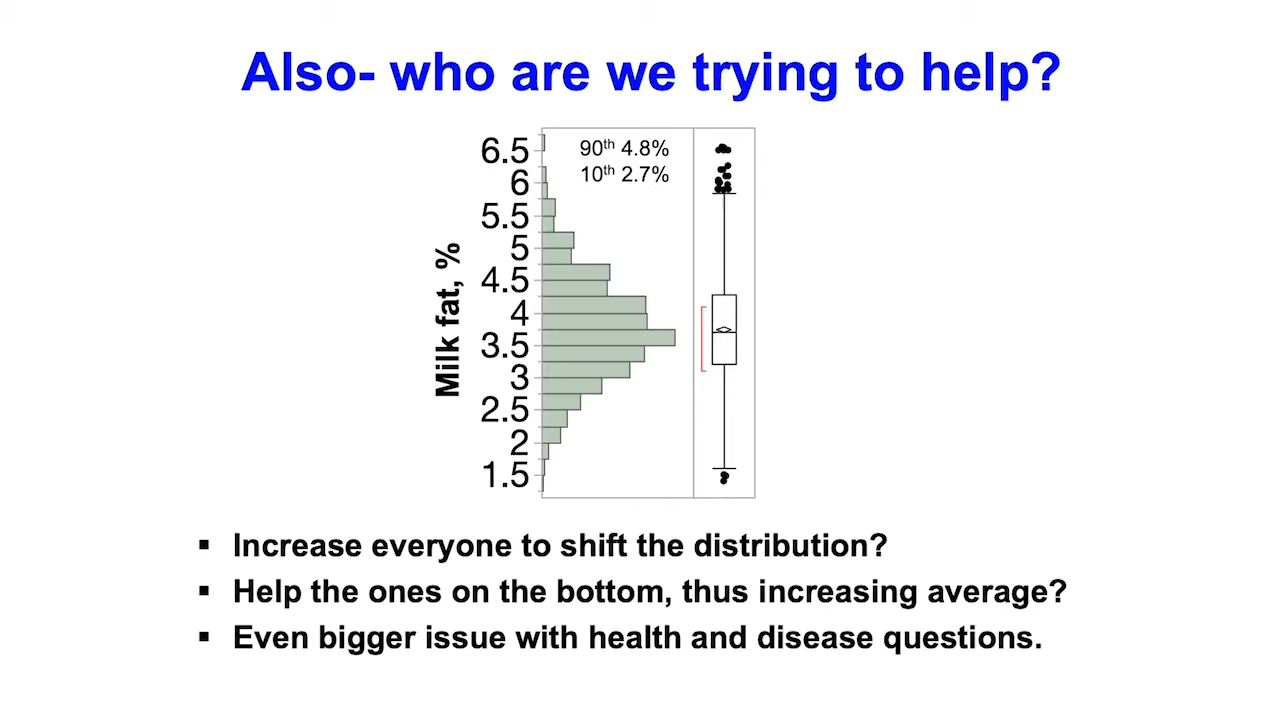 Also- who are we trying to help?
90th 4.8%
10th 2.7%
Milk fat, %
6.5
6
5.5
5
4.5
4
3.5
3
2.5
2
1.5
▪ Increase everyone to shift the distribution?
▪ Help the ones on the bottom, thus increasing average?
▪ Even bigger issue with health and disease questions.